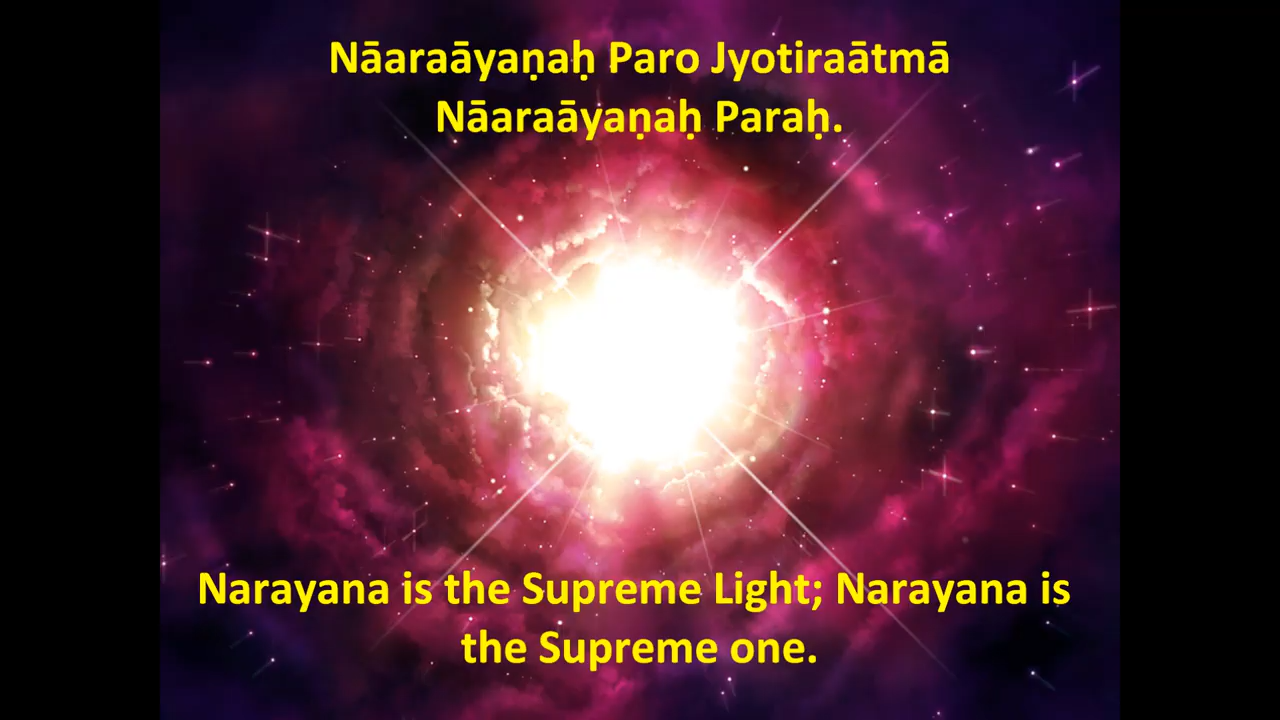 Nāaraāyaṇaḥ Paro Jyotiraātmā
Nāaraāyaṇaḥ Paraḥ.
Narayana is the Supreme Light; Narayana is
the Supreme one.